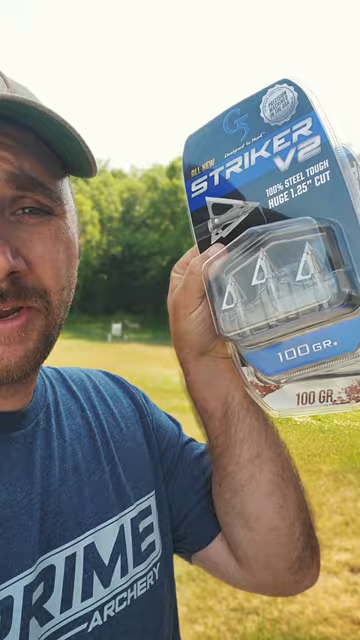 G5
Designed to Hunt
ALL NEW
STRIKER
V2
100% STEEL TOUGH
HUGE 1.25" CUT
100 GR.
100 GR.
PRIME
ARCHERY